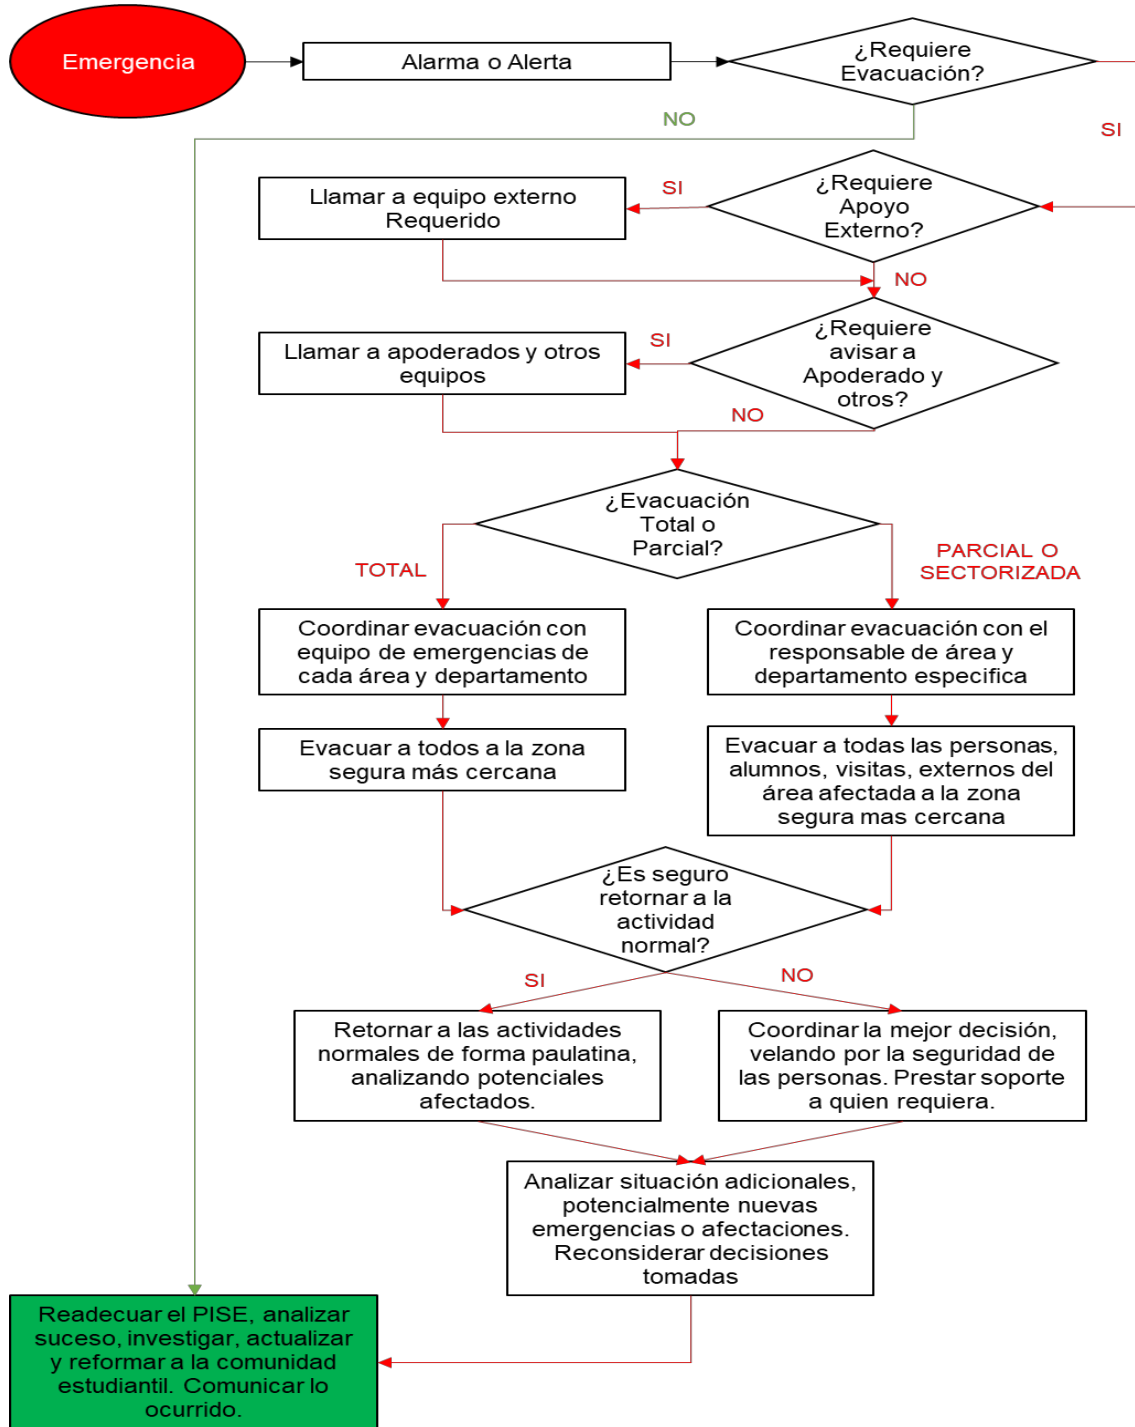 Emergencia
Alarma o Alerta
¿Requiere
Evacuación?
NO
SI
¿Requiere
Apoyo
Externo?
SI
Llamar a equipo externo
Requerido
NO
¿Requiere
avisar a
Apoderado y
otros?
SI
Llamar a apoderados y otros
equipos
NO
¿Evacuación
Total o
Parcial?
TOTAL
PARCIAL O
SECTORIZADA
Coordinar evacuación con
equipo de emergencias de
cada área y departamento
Coordinar evacuación con el
responsable de área y
departamento especifica
Evacuar a todos a la zona
segura más cercana
Evacuar a todas las personas,
alumnos, visitas, externos del
área afectada a la zona
segura mas cercana
¿Es seguro
retornar a la
actividad
normal?
SI
NO
Retornar a las actividades
normales de forma paulatina,
analizando potenciales
afectados.
Coordinar la mejor decisión,
velando por la seguridad de
las personas. Prestar soporte
a quien requiera.
Analizar situación adicionales,
potencialmente nuevas
emergencias o afectaciones.
Reconsiderar decisiones
tomadas
Readecuar el PISE, analizar
suceso, investigar, actualizar
y reformar a la comunidad
estudiantil. Comunicar lo
ocurrido.